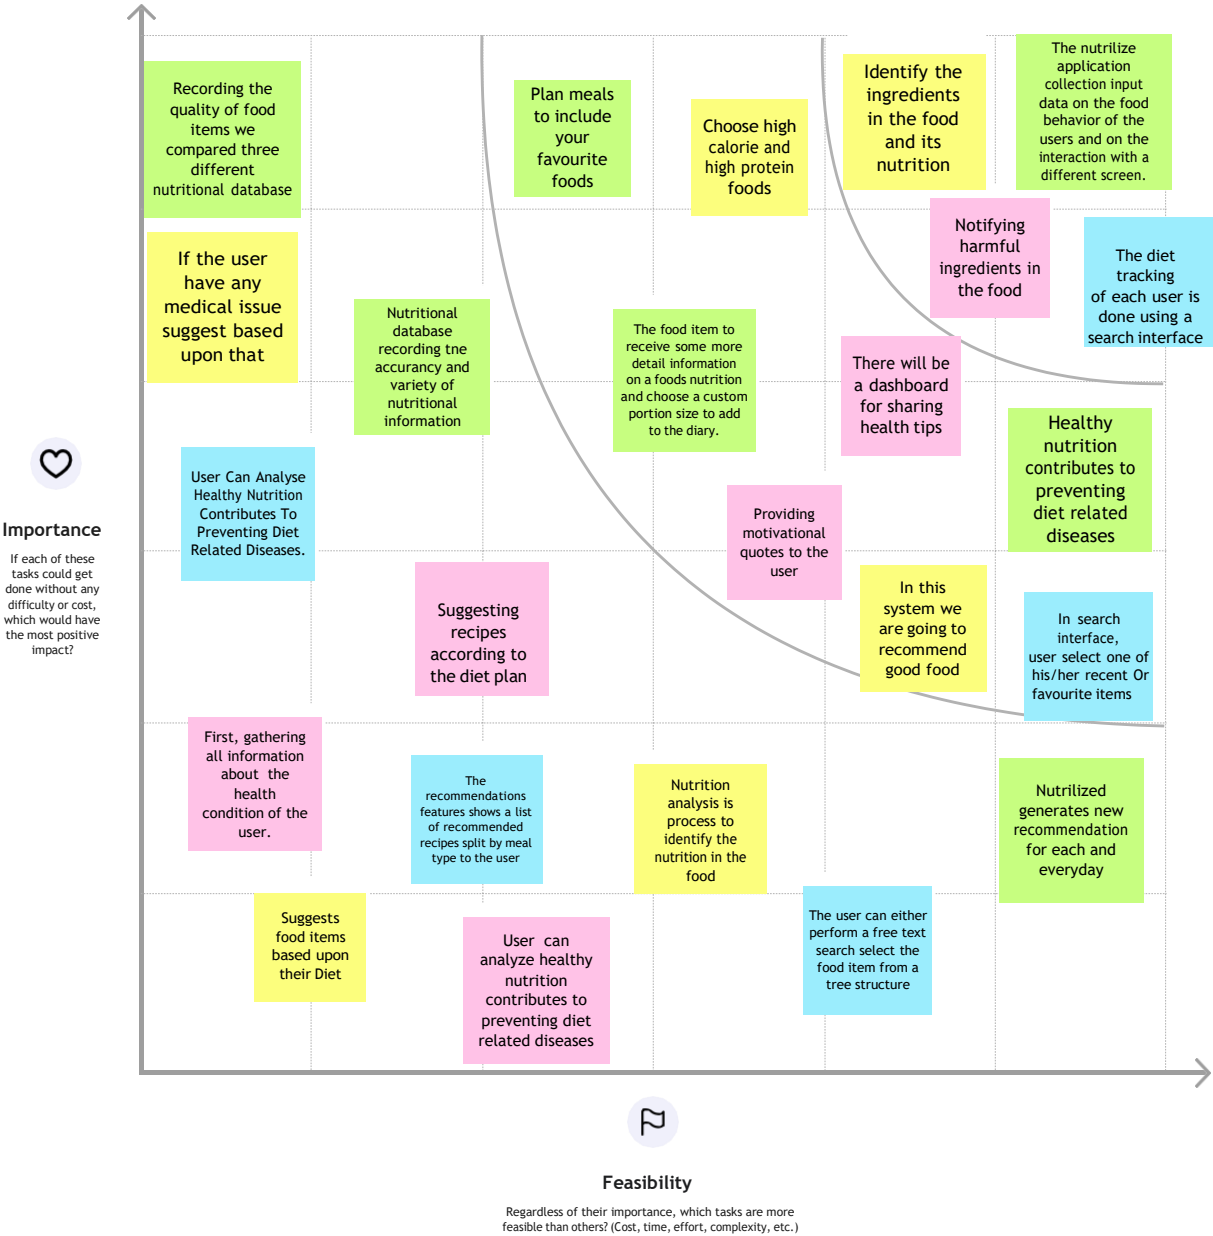 Recording the
quality of food
items we
compared three
different
nutritional database
Plan meals
to include
your
favourite
foods
Choose high
calorie and
high protein
foods
Identify the
ingredients
in the food
and its
nutrition
The nutrilize
application
collection input
data on the food
behavior of the
users and on the
interaction with a
different screen.
If the user
have any
medical issue
suggest based
upon that
Nutritional
database
recording tne
accurancy and
variety of
nutritional
information
The food item to
receive some more
detail information
on a foods nutrition
and choose a custom
portion size to add
to the diary.
Notifying
harmful
ingredients in
the food
The diet
tracking
of each user is
done using a
search interface
There will be
a dashboard
for sharing
health tips
Healthy
nutrition
contributes to
preventing
diet related
diseases
User Can Analyse
Healthy Nutrition
Contributes To
Preventing Diet
Related Diseases.
Providing
motivational
quotes to the
user
Suggesting
recipes
according to
the diet plan
In this
system we
are going to
recommend
good food
In search
interface,
user select one of
his/her recent Or
favourite items
Importance
If each of these
tasks could get
done without any
difficulty or cost,
which would have
the most positive
impact?
First, gathering
all information
about the
health
condition of the
user.
The
recommendations
features shows a list
of recommended
recipes split by meal
type to the user
Nutrition
analysis is
process to
identify the
nutrition in the
food
Nutrilized
generates new
recommendation
for each and
everyday
Suggests
food items
based upon
their Diet
User can
analyze healthy
nutrition
contributes to
preventing diet
related diseases
The user can either
perform a free text
search select the
food item from a
tree structure
Feasibility
Regardless of their importance, which tasks are more
feasible than others? (Cost, time, effort, complexity, etc.)